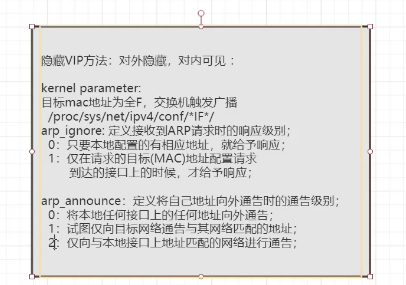 隐藏VIP方法：对外隐藏，对内可见：
kernel parameter:
目标mac地址为全F，交换机触发广播
/proc/sys/net/ipv4/conf/*IF*/
arp_ignore: 定义接收到ARP请求时的响应级别；
0：只要本地配置的有相应地址，就给予响应；
1：仅在请求的目标(MAC)地址配置请求
到达的接口上的时候，才给予响应；
arp_announce：定义将自己地址向外通告时的通告级别；
0：将本地任何接口上的任何地址向外通告；
1：试图仅向目标网络通告与其网络匹配的地址；
2：仅向与本地接口上地址匹配的网络进行通告；